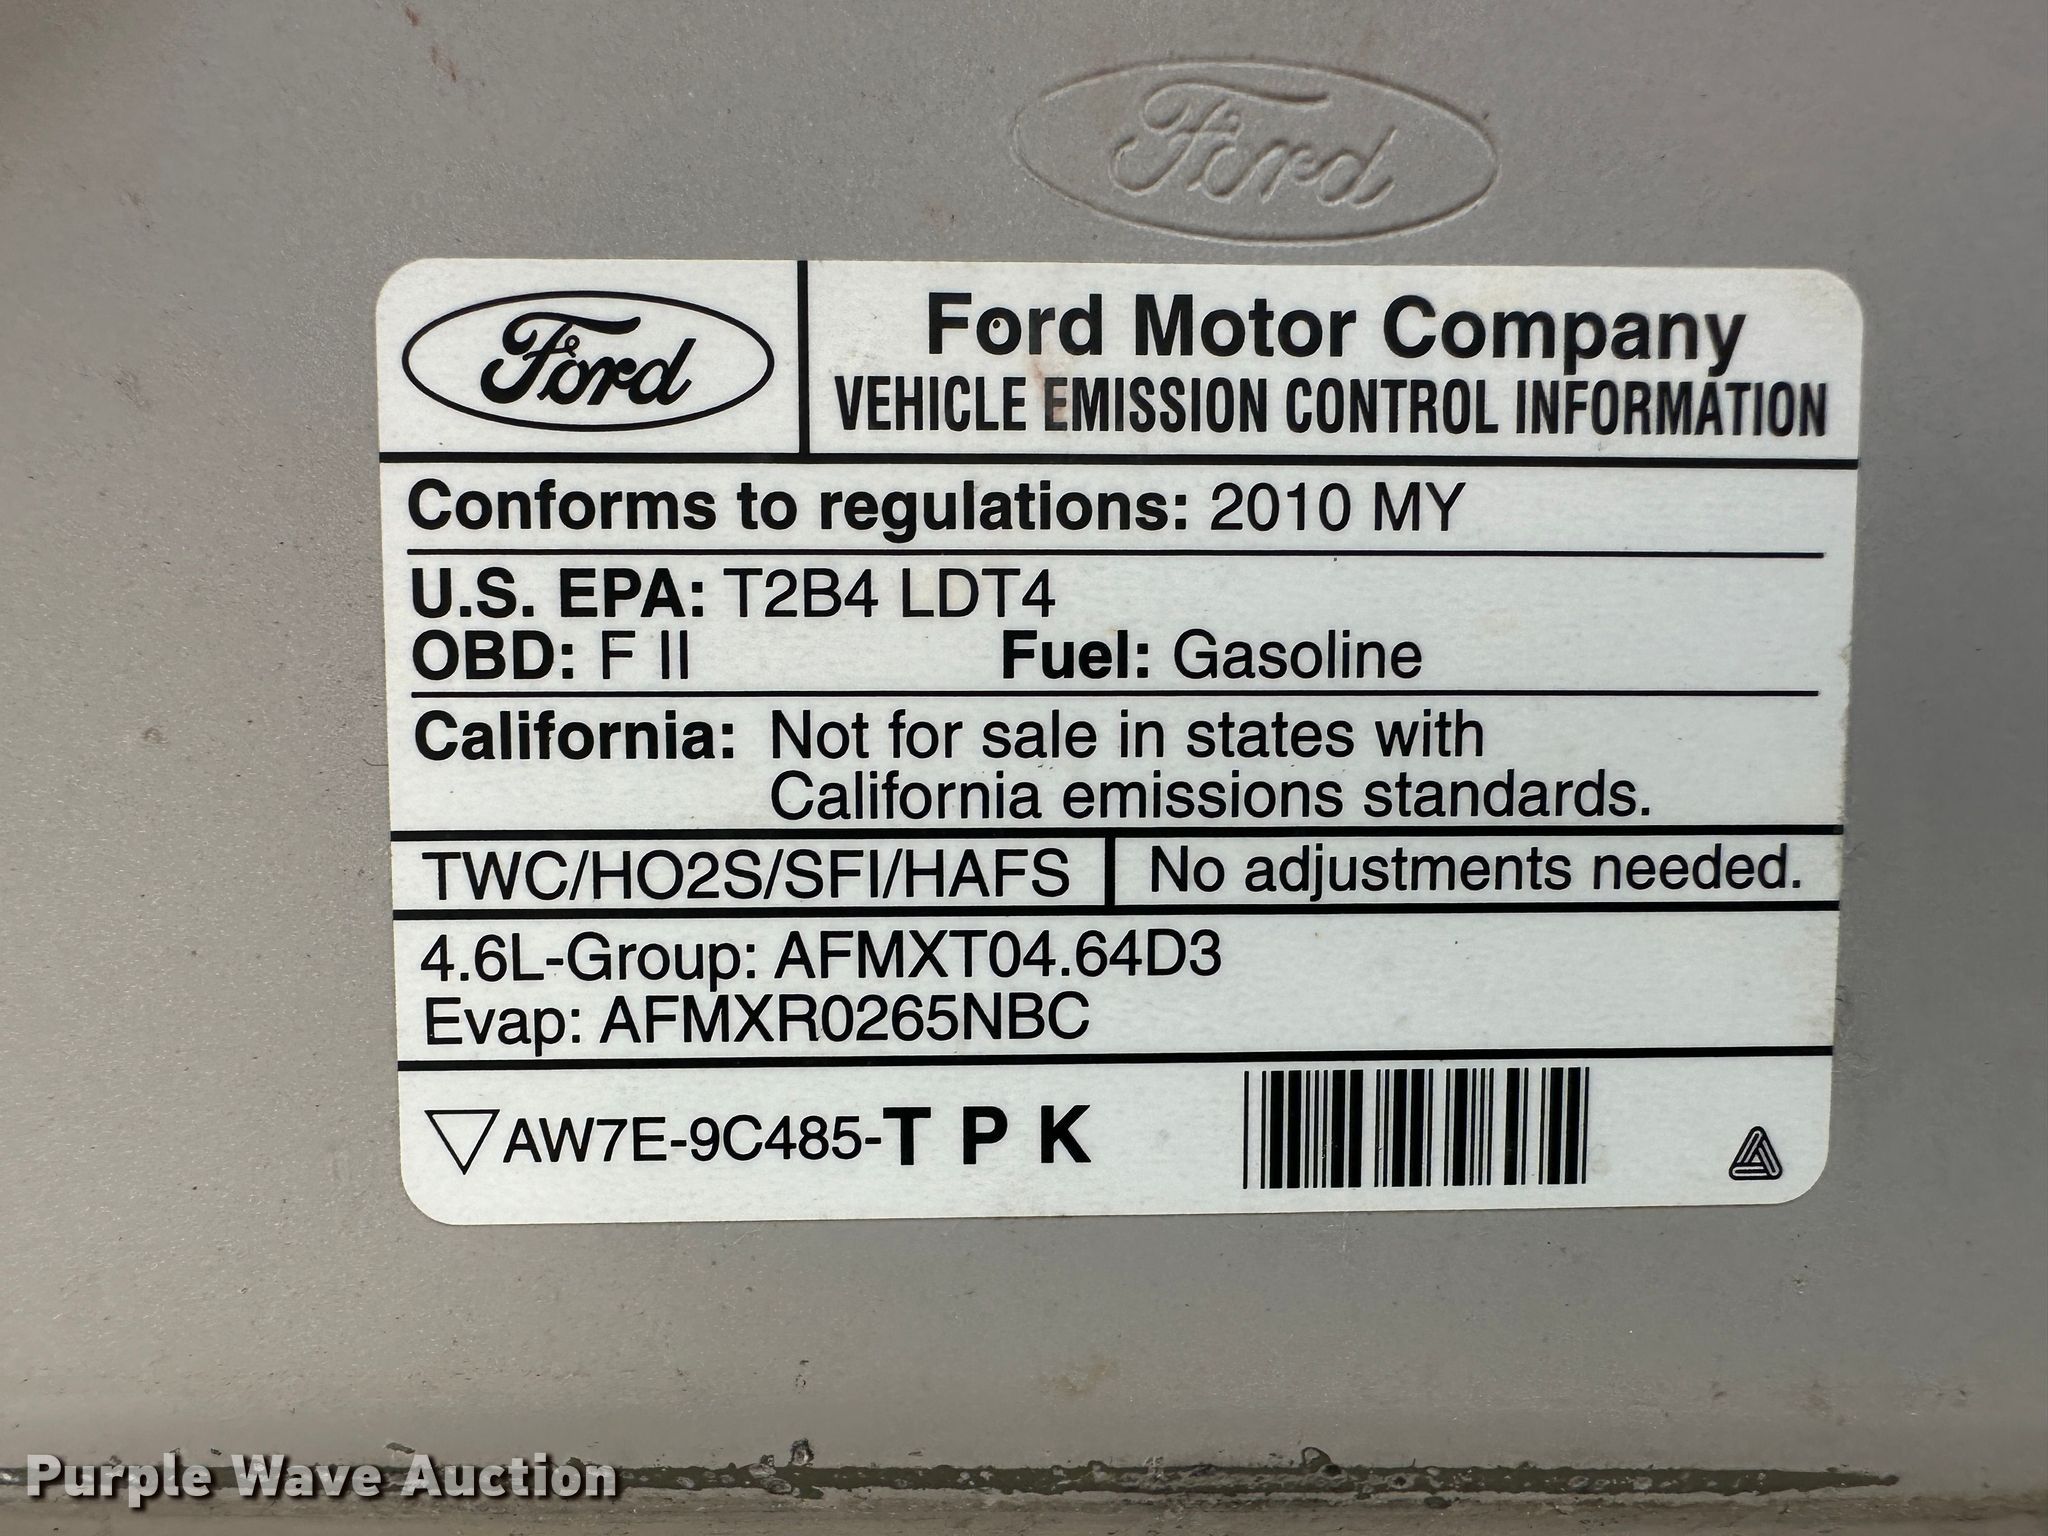 Ford
Ford
Ford Motor Company
VEHICLE EMISSION CONTROL INFORMATION
Conforms to regulations: 2010 MY
U.S. EPA: T2B4 LDT4
OBD: F II Fuel: Gasoline
California: Not for sale in states with
California emissions standards.
TWC/HO2S/SFI/HAFS No adjustments needed.
4.6L-Group: AFMXT04.64D3
Evap: AFMXR0265NBC
AW7E-9C485-T P K
Purple Wave Auction